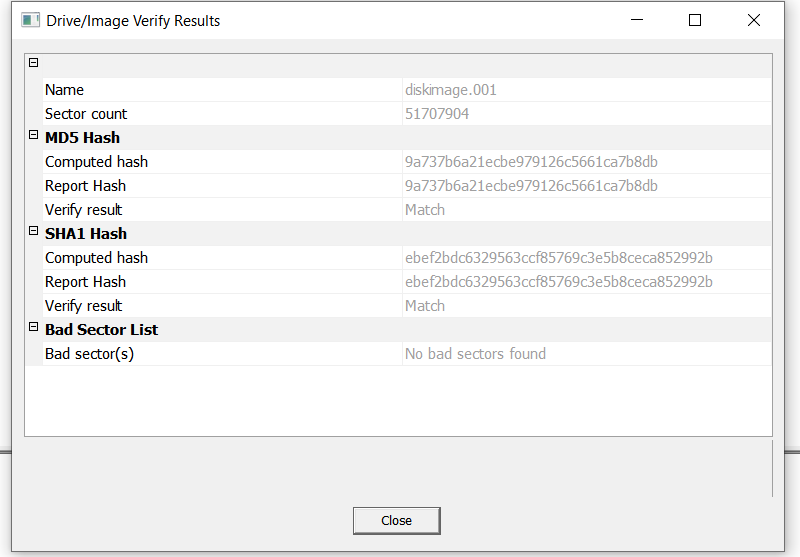 Drive/Image Verify Results
Name diskimage.001
Sector count 51707904
MD5 Hash
Computed hash 9a737b6a21ecbe979126c5661ca7b8db
Report Hash 9a737b6a21ecbe979126c5661ca7b8db
Verify result Match
SHA1 Hash
Computed hash ebef2bdc6329563ccf85769c3e5b8ceca852992b
Report Hash ebef2bdc6329563ccf85769c3e5b8ceca852992b
Verify result Match
Bad Sector List
Bad sector(s) No bad sectors found
Close